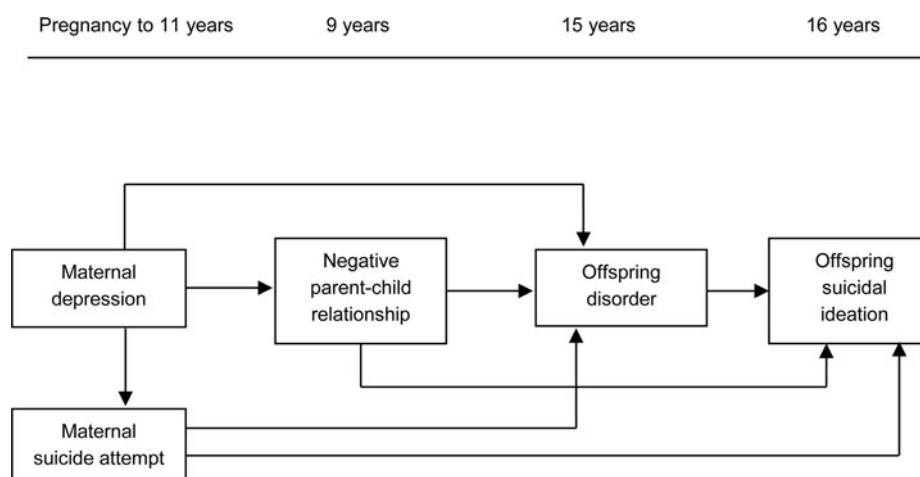 Pregnancy to 11 years 9 years 15 years 16 years
Maternal
depression
Negative
parent-child
relationship
Offspring
disorder
Offspring
suicidal
ideation
Maternal
suicide attempt